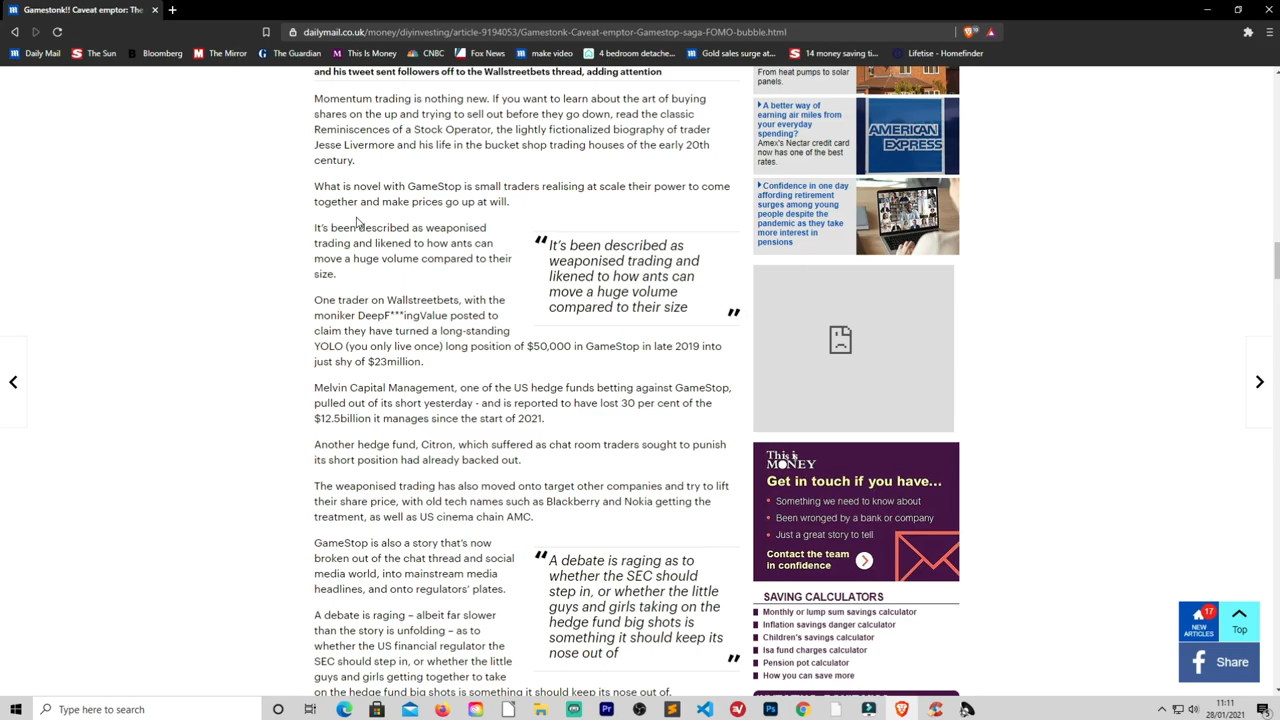 Gamestonk!! Caveat emptor: The
dailymail.co.uk/money/diyinvesting/article-9194053/Gamestonk-Caveat-emptor-Gamestop-saga-FOMO-bubble.html
Daily Mail
The Sun
Bloomberg
The Mirror
The Guardian
This Is Money
CNBC
Fox News
make video
4 bedroom detache...
Gold sales surge at...
14 money saving ti...
Lifetise - Homefinder
and his tweet sent followers off to the Wallstreetbets thread, adding attention
Momentum trading is nothing new. If you want to learn about the art of buying
shares on the up and trying to sell out before they go down, read the classic
Reminiscences of a Stock Operator, the lightly fictionalized biography of trader
Jesse Livermore and his life in the bucket shop trading houses of the early 20th
century.
What is novel with GameStop is small traders realising at scale their power to come
together and make prices go up at will.
It's been described as weaponised
trading and likened to how ants can
move a huge volume compared to their
size.
"It's been described as
weaponised trading and
likened to how ants can
move a huge volume
compared to their size"
One trader on Wallstreetbets, with the
moniker DeepF***ingValue posted to
claim they have turned a long-standing
YOLO (you only live once) long position of $50,000 in GameStop in late 2019 into
just shy of $23million.
Melvin Capital Management, one of the US hedge funds betting against GameStop,
pulled out of its short yesterday - and is reported to have lost 30 per cent of the
$12.5billion it manages since the start of 2021.
Another hedge fund, Citron, which suffered as chat room traders sought to punish
its short position had already backed out.
The weaponised trading has also moved onto target other companies and try to lift
their share price, with old tech names such as Blackberry and Nokia getting the
treatment, as well as US cinema chain AMC.
GameStop is also a story that's now
broken out of the chat thread and social
media world, into mainstream media
headlines, and onto regulators' plates.
A debate is raging – albeit far slower
than the story is unfolding – as to
whether the US financial regulator the
SEC should step in, or whether the little
guys and girls getting together to take
on the hedge fund big shots is something it should keep its nose out of.
"A debate is raging as to
whether the SEC should
step in, or whether the little
guys and girls taking on the
hedge fund big shots is
something it should keep its
nose out of"
From heat pumps to solar
panels.
A better way of
earning air miles from
your everyday
spending?
Amex's Nectar credit card
now has one of the best
rates.
AMERICAN
EXPRESS
Confidence in one day
affording retirement
surges among young
people despite the
pandemic as they take
more interest in
pensions
This is
MONEY
Get in touch if you have...
• Something we need to know about
• Been wronged by a bank or company
• Just a great story to tell
Contact the team
in confidence
SAVING CALCULATORS
Monthly or lump sum savings calculator
Inflation savings danger calculator
Children's savings calculator
Isa fund charges calculator
Pension pot calculator
How you can save more
17
NEW
ARTICLES
Top
Share
Type here to search
11:11
28/01/2021